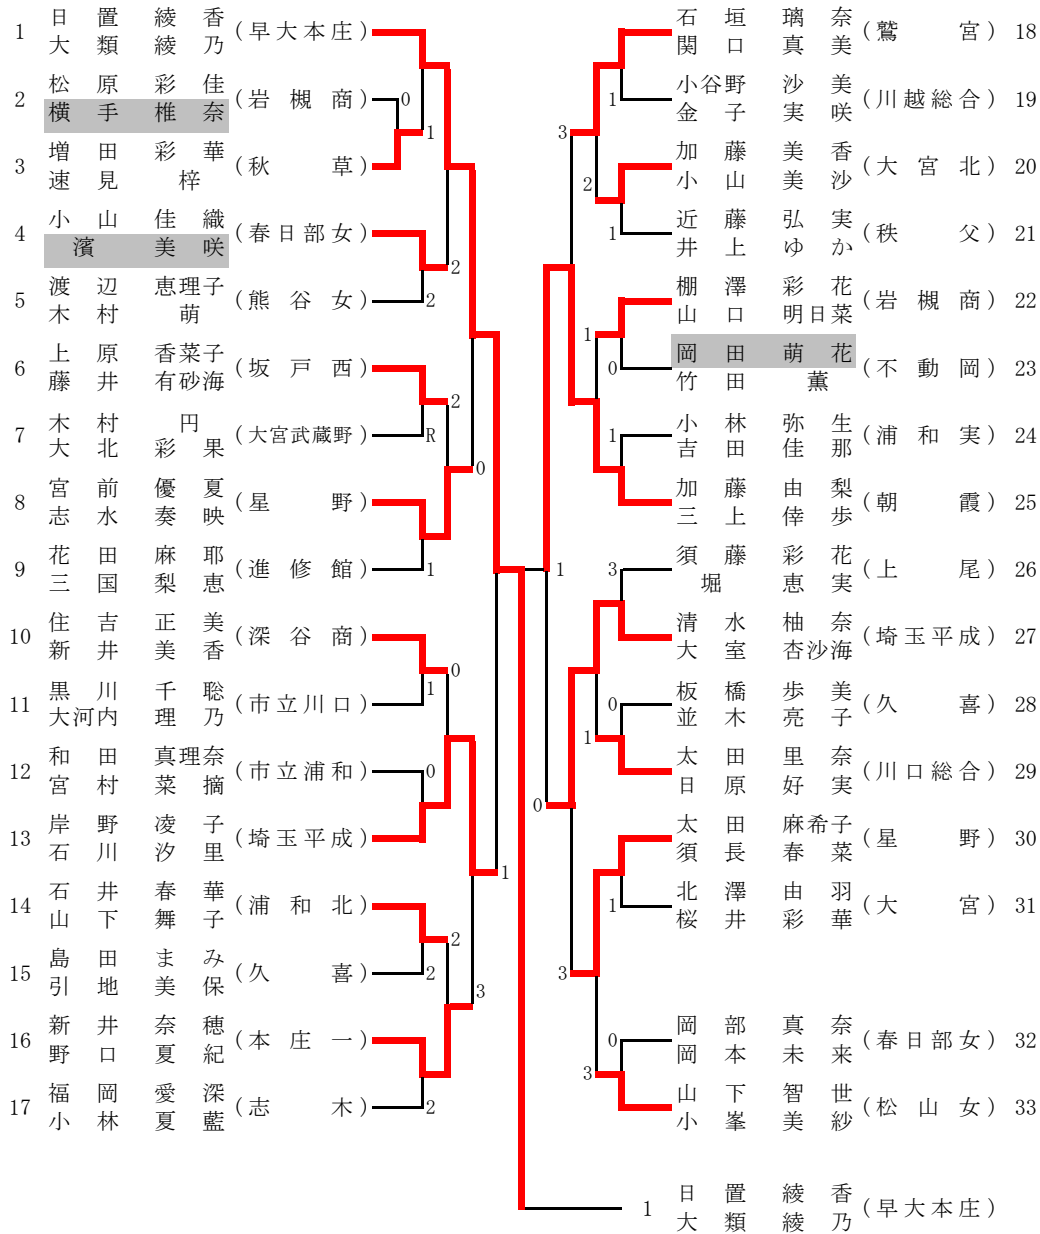 1 日置綾香 (早大本庄)
大類綾乃
2 松原彩佳 (岩槻商) 0
横手椎奈
1
3 増田彩華 (秋草)
速見梓
4 小山佳織 (春日部女)
濱美咲
2
5 渡辺恵理子 (熊谷女) 2
木村萌
6 上原香菜子 (坂戸西)
藤井有砂海
2
7 木村円 (大宮武蔵野) R
大北彩果
0
8 宮前優夏 (星野)
志水奏映
9 花田麻耶 (進修館) 1
三国梨恵
10 住吉正美 (深谷商)
新井美香
0
11 黒川千聡 (市立川口) 1
大河内理乃
12 和田真理奈 (市立浦和) 0
宮村菜摘
13 岸野凌子 (埼玉平成)
石川汐里
1
14 石井春華 (浦和北)
山下舞子
2
15 島田まみ (久喜) 2
引地美保
3
16 新井奈穂 (本庄一)
野口夏紀
17 福岡愛深 (志木) 2
小林夏藍
石垣璃奈 (鷲宮) 18
関口真美
1 小谷野沙美 (川越総合) 19
金子実咲
3
加藤美香 (大宮北) 20
小山美沙
2
1 近藤弘実 (秩父) 21
井上ゆか
棚澤彩花 (岩槻商) 22
山口明日菜
1
0 岡田萌花 (不動岡) 23
竹田薫
1 小林弥生 (浦和実) 24
吉田佳那
加藤由梨 (朝霞) 25
三上倖歩
1
3 須藤彩花 (上尾) 26
堀恵実
清水柚奈 (埼玉平成) 27
大室杏沙海
0 板橋歩美 (久喜) 28
並木亮子
1
太田里奈 (川口総合) 29
日原好実
0
太田麻希子 (星野) 30
須長春菜
1 北澤由羽 (大宮) 31
桜井彩華
3
0 岡部真奈 (春日部女) 32
岡本未来
3
山下智世 (松山女) 33
小峯美紗
1 日置綾香 (早大本庄)
大類綾乃